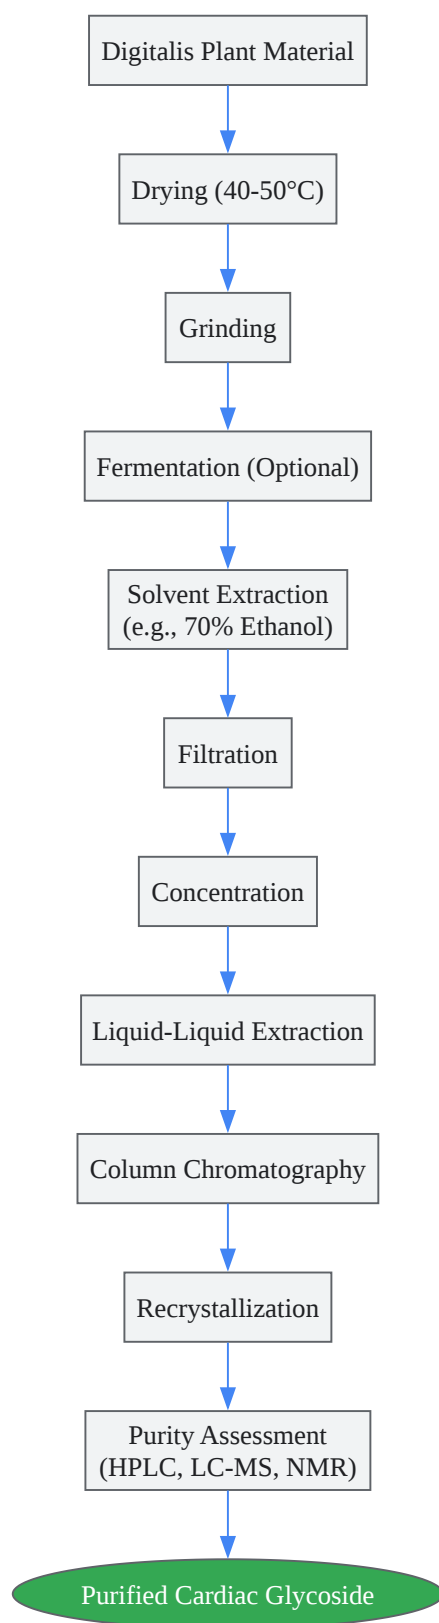 Digitalis Plant Material
Drying (40-50°C)
Grinding
Fermentation (Optional)
Solvent Extraction
(e.g., 70% Ethanol)
Filtration
Concentration
Liquid-Liquid Extraction
Column Chromatography
Recrystallization
Purity Assessment
(HPLC, LC-MS, NMR)
Purified Cardiac Glycoside